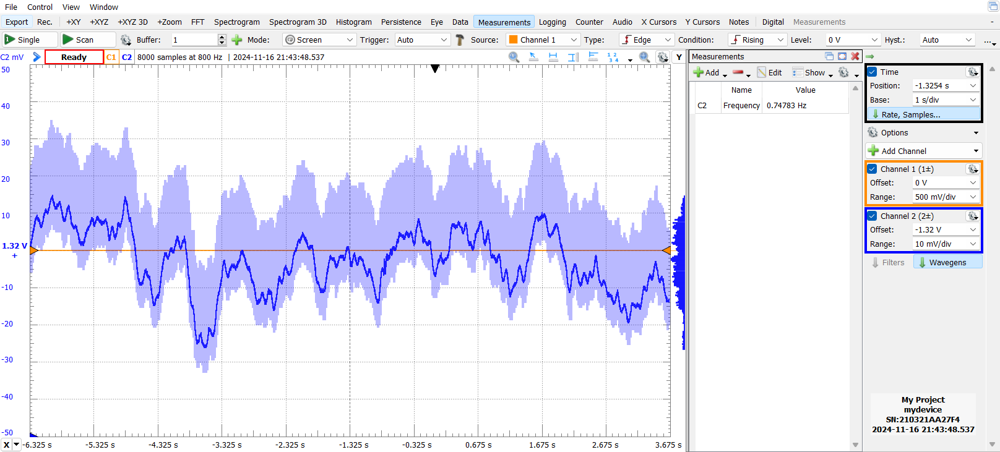 File Control View Window
Export Rec. +XY +XYZ +XYZ 3D +Zoom FFT Spectrogram Spectrogram 3D Histogram Persistence Eye Data Measurements Logging Counter Audio X Cursors Y Cursors Notes Digital Measurements -
1 Single Scan Buffer: 1 Mode: Screen Trigger: Auto Source: Channel 1 Type: Edge Condition: Rising Level: 0 V Hyst.: Auto ...
C2 mV Ready C1 C2 8000 samples at 800 Hz | 2024-11-16 21:43:48.537 Y
50
40
30
20
10
1.32 V
+
-10
-20
-30
-40
-50
X -6.325 s -5.325 s -4.325 s -3.325 s -2.325 s -1.325 s -0.325 s 0.675 s 1.675 s 2.675 s 3.675 s
Measurements
Add Edit Show
Name Value
C2 Frequency 0.74783 Hz
Time
Position: -1.3254 s
Base: 1 s/div
Rate, Samples...
Options
Add Channel
Channel 1 (1±)
Offset: 0 V
Range: 500 mV/div
Channel 2 (2±)
Offset: -1.32 V
Range: 10 mV/div
Filters Wavegens
My Project
mydevice
SN:210321AA27F4
2024-11-16 21:43:48.537